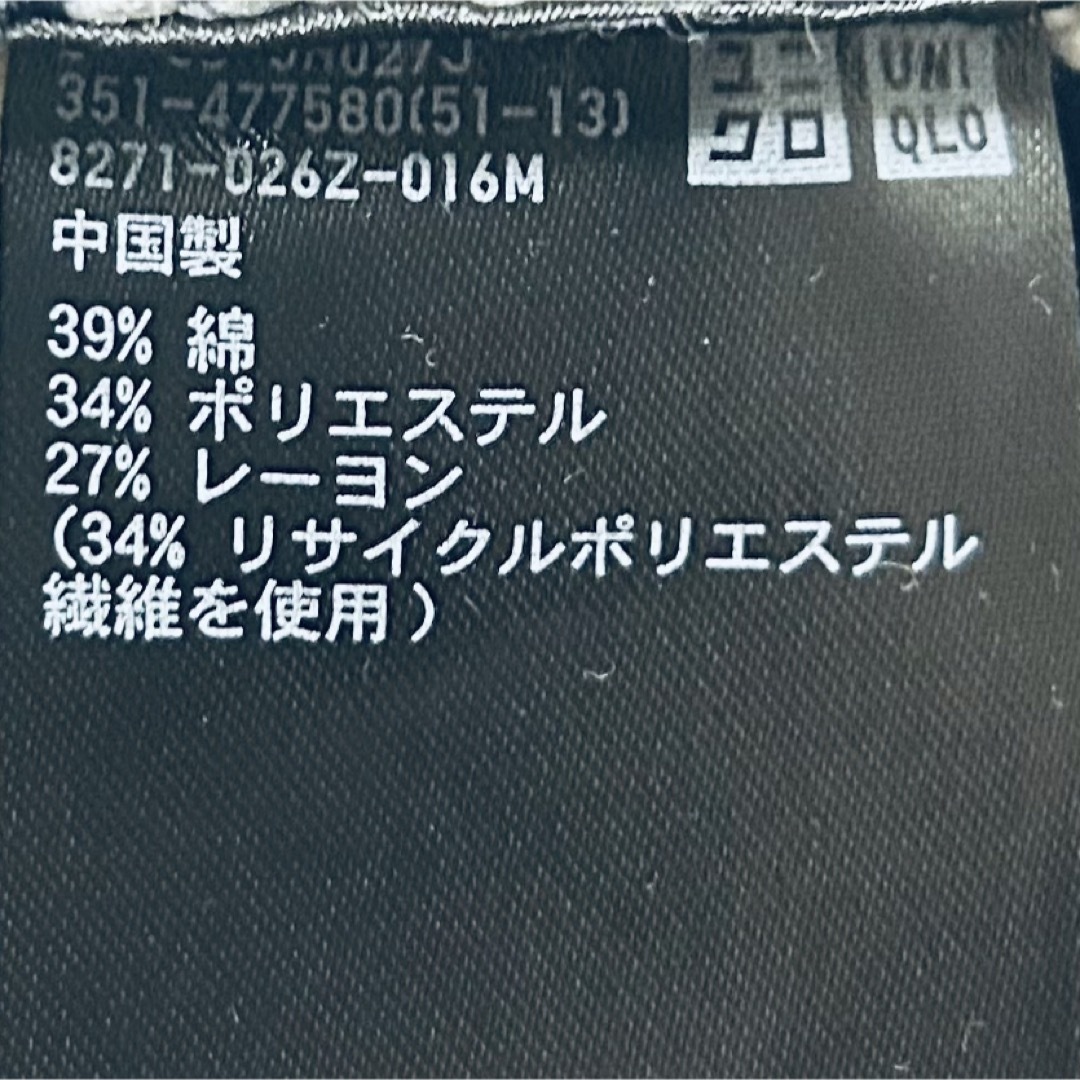 351-477580(51-13)
8271-026Z-016M
ユニ
クロ
UNI
QLO
中国製
39% 綿
34% ポリエステル
27% レーヨン
(34% リサイクルポリエステル
繊維を使用)